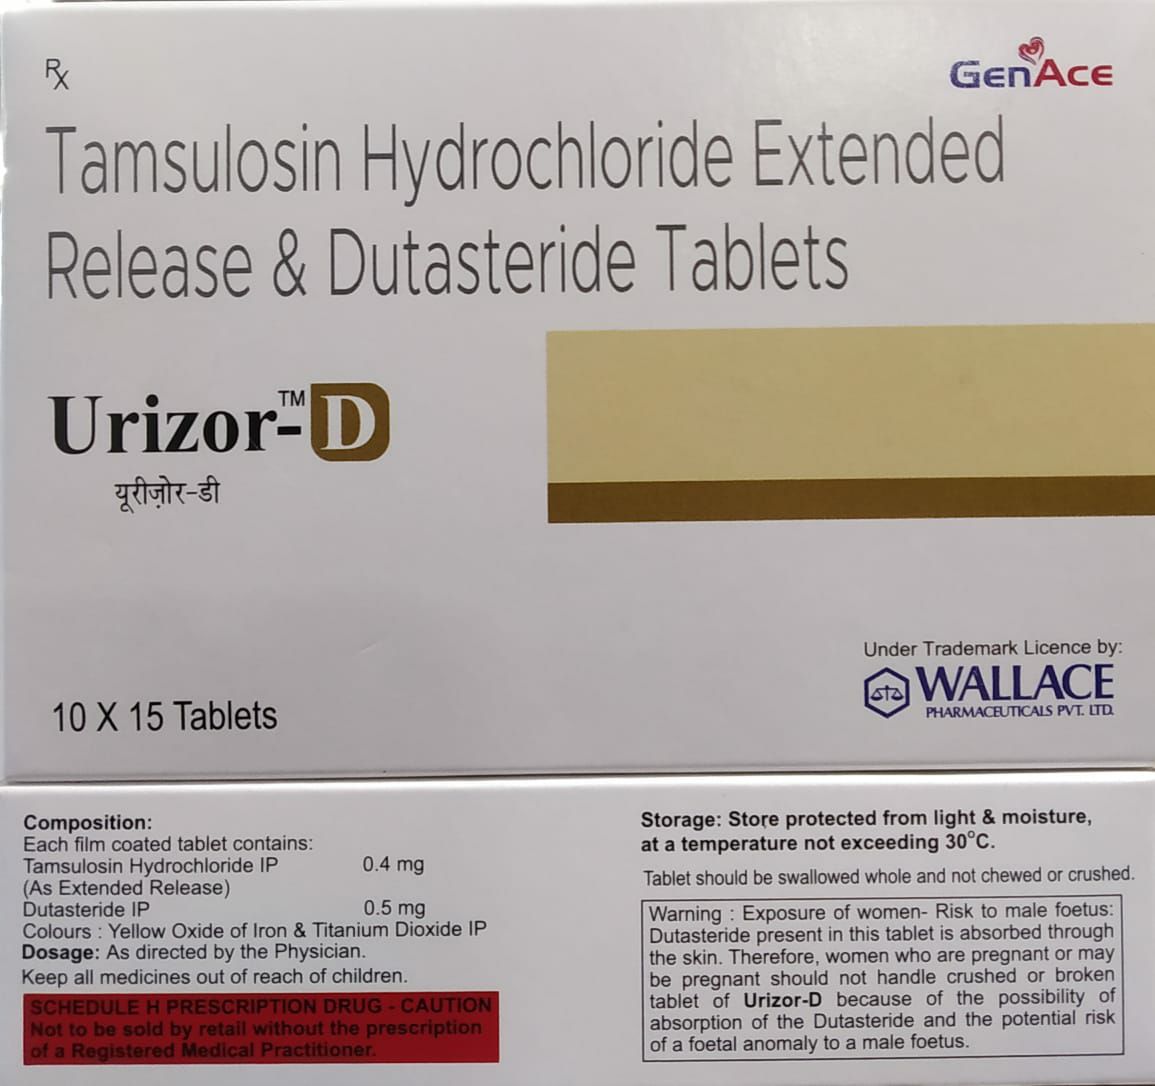 Rx
GenAce
Tamsulosin Hydrochloride Extended
Release & Dutasteride Tablets
Urizor-™D
यूरीज़ोर-डी
Under Trademark Licence by:
WALLACE
PHARMACEUTICALS PVT. LTD.
10 X 15 Tablets
Composition:
Each film coated tablet contains:
Tamsulosin Hydrochloride IP 0.4 mg
(As Extended Release)
Dutasteride IP 0.5 mg
Colours : Yellow Oxide of Iron & Titanium Dioxide IP
Dosage: As directed by the Physician.
Keep all medicines out of reach of children.
SCHEDULE H PRESCRIPTION DRUG - CAUTION
Not to be sold by retail without the prescription
of a Registered Medical Practitioner.
Storage: Store protected from light & moisture,
at a temperature not exceeding 30°C.
Tablet should be swallowed whole and not chewed or crushed.
Warning : Exposure of women- Risk to male foetus:
Dutasteride present in this tablet is absorbed through
the skin. Therefore, women who are pregnant or may
be pregnant should not handle crushed or broken
tablet of Urizor-D because of the possibility of
absorption of the Dutasteride and the potential risk
of a foetal anomaly to a male foetus.